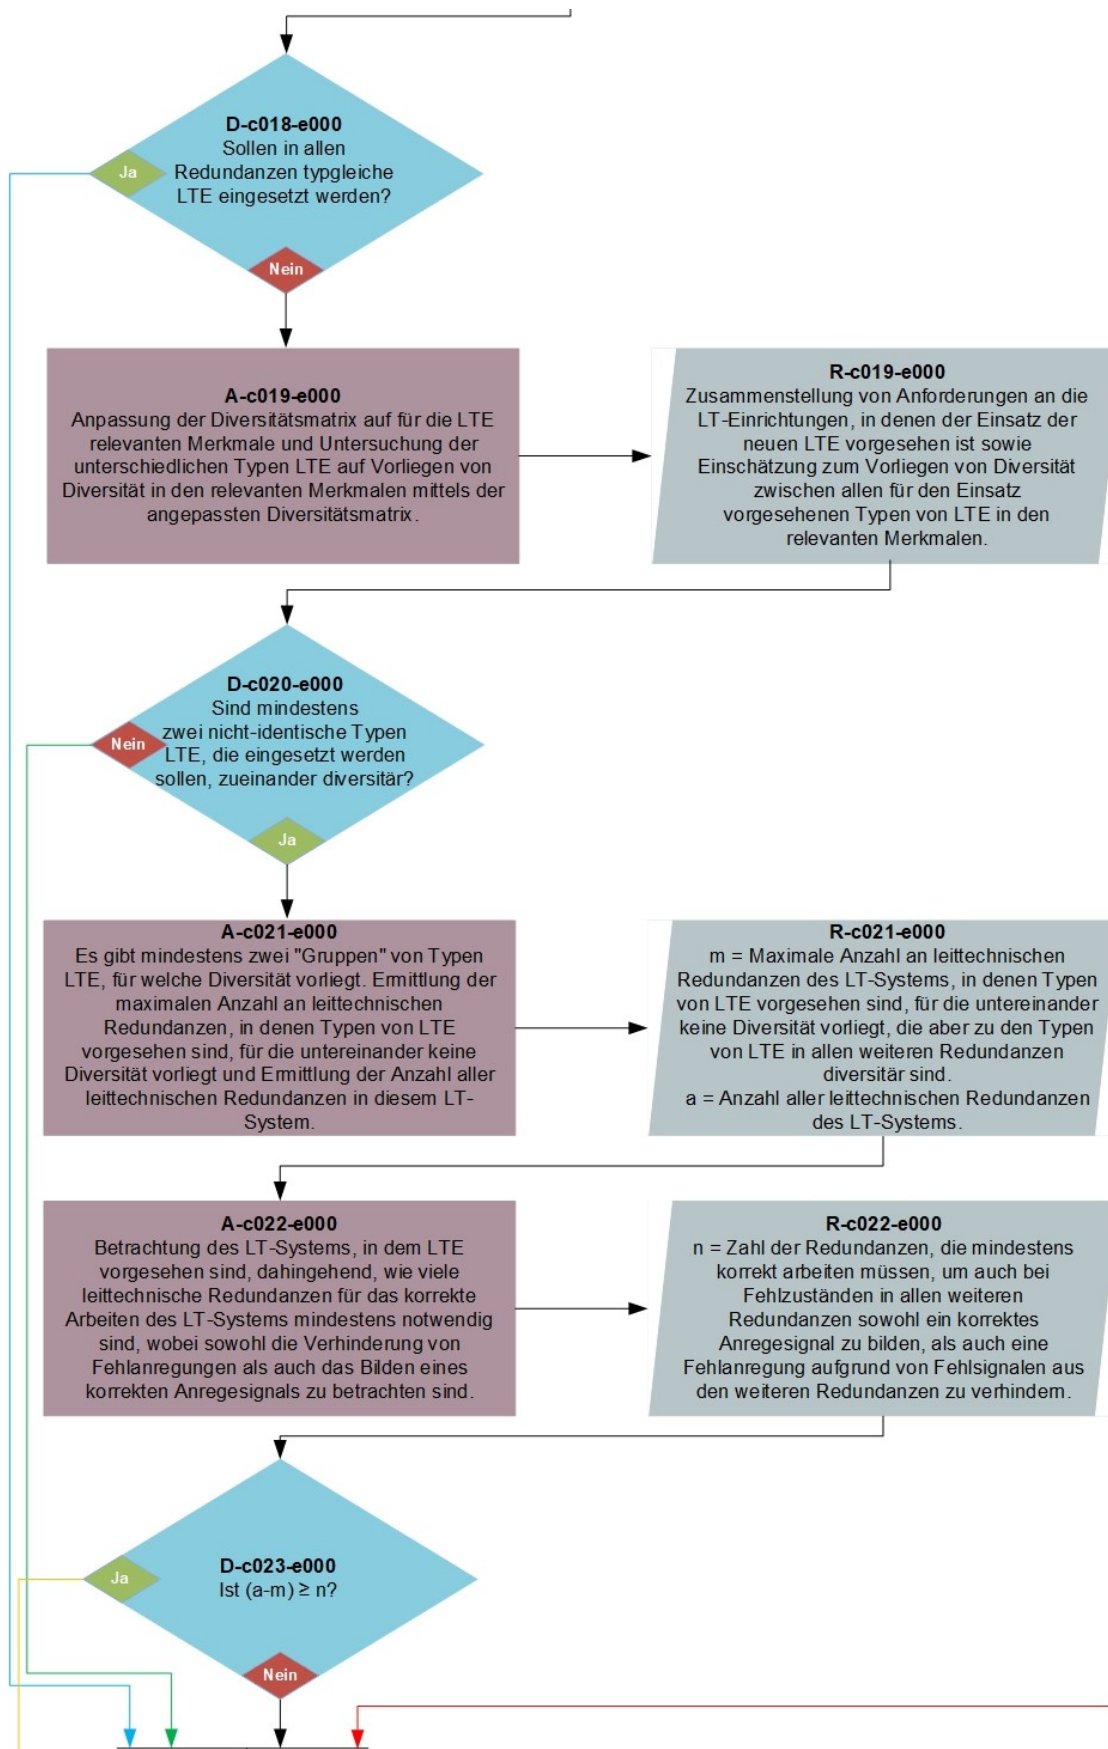 D-c018-e000
Sollen in allen
Redundanzen typgleiche
LTE eingesetzt werden?
Ja
Nein
A-c019-e000
Anpassung der Diversitätsmatrix auf für die LTE
relevanten Merkmale und Untersuchung der
unterschiedlichen Typen LTE auf Vorliegen von
Diversität in den relevanten Merkmalen mittels der
angepassten Diversitätsmatrix.
R-c019-e000
Zusammenstellung von Anforderungen an die
LT-Einrichtungen, in denen der Einsatz der
neuen LTE vorgesehen ist sowie
Einschätzung zum Vorliegen von Diversität
zwischen allen für den Einsatz
vorgesehenen Typen von LTE in den
relevanten Merkmalen.
D-c020-e000
Sind mindestens
zwei nicht-identische Typen
LTE, die eingesetzt werden
sollen, zueinander diversitär?
Nein
Ja
A-c021-e000
Es gibt mindestens zwei "Gruppen" von Typen
LTE, für welche Diversität vorliegt. Ermittlung der
maximalen Anzahl an leittechnischen
Redundanzen, in denen Typen von LTE
vorgesehen sind, für die untereinander keine
Diversität vorliegt und Ermittlung der Anzahl aller
leittechnischen Redundanzen in diesem LT-
System.
R-c021-e000
m = Maximale Anzahl an leittechnischen
Redundanzen des LT-Systems, in denen Typen
von LTE vorgesehen sind, für die untereinander
keine Diversität vorliegt, die aber zu den Typen
von LTE in allen weiteren Redundanzen
diversitär sind.
a = Anzahl aller leittechnischen Redundanzen
des LT-Systems.
A-c022-e000
Betrachtung des LT-Systems, in dem LTE
vorgesehen sind, dahingehend, wie viele
leittechnische Redundanzen für das korrekte
Arbeiten des LT-Systems mindestens notwendig
sind, wobei sowohl die Verhinderung von
Fehlanregungen als auch das Bilden eines
korrekten Anregesignals zu betrachten sind.
R-c022-e000
n = Zahl der Redundanzen, die mindestens
korrekt arbeiten müssen, um auch bei
Fehlzuständen in allen weiteren
Redundanzen sowohl ein korrektes
Anregesignal zu bilden, als auch eine
Fehlanregung aufgrund von Fehlsignalen aus
den weiteren Redundanzen zu verhindern.
D-c023-e000
Ist (a-m) ≥ n?
Ja
Nein